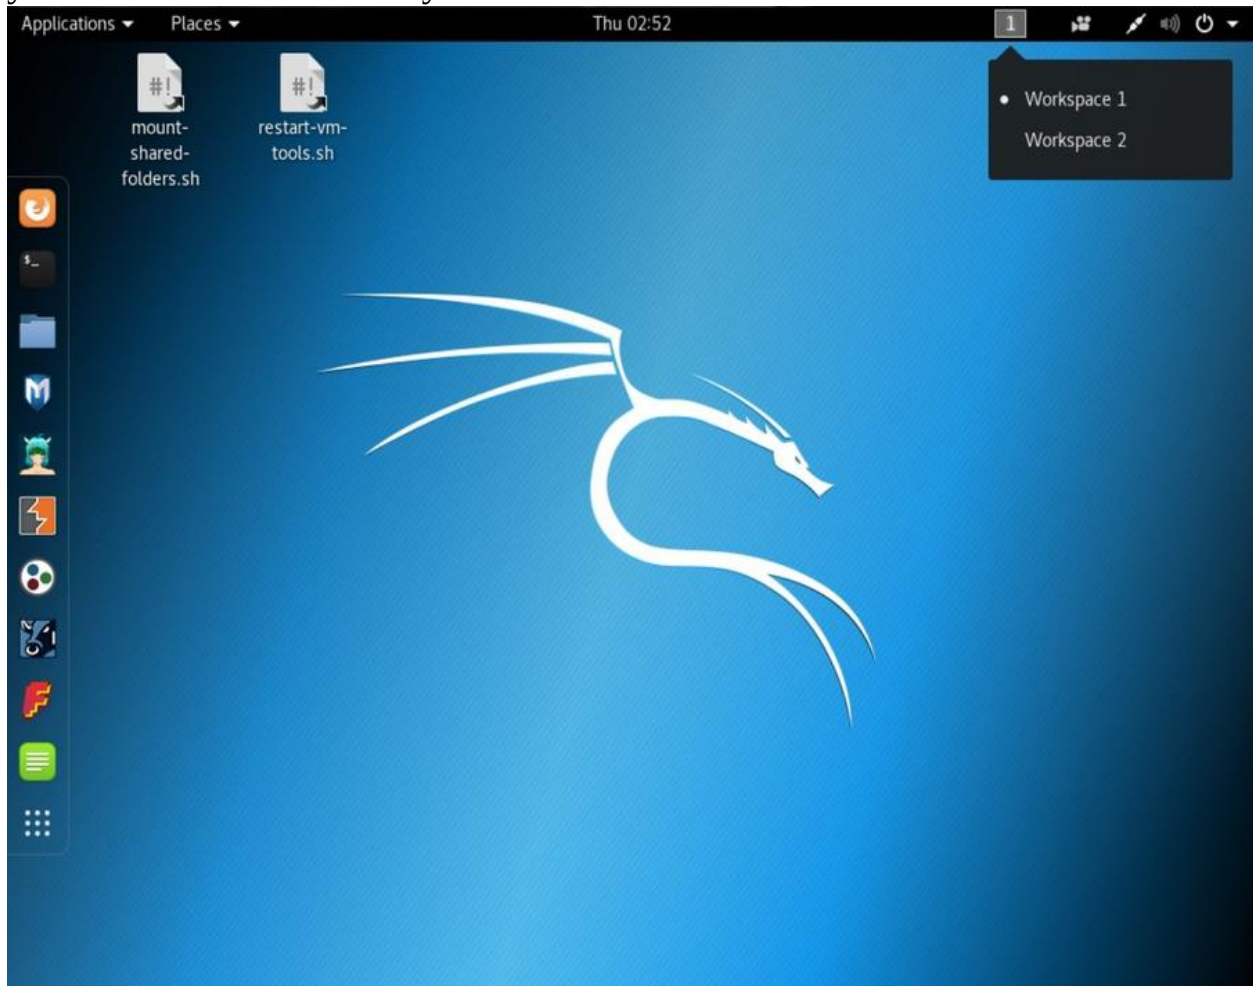 Applications
Places
Thu 02:52
1
Workspace 1
Workspace 2
#!
mount-
shared-
folders.sh
#!
restart-vm-
tools.sh
$_